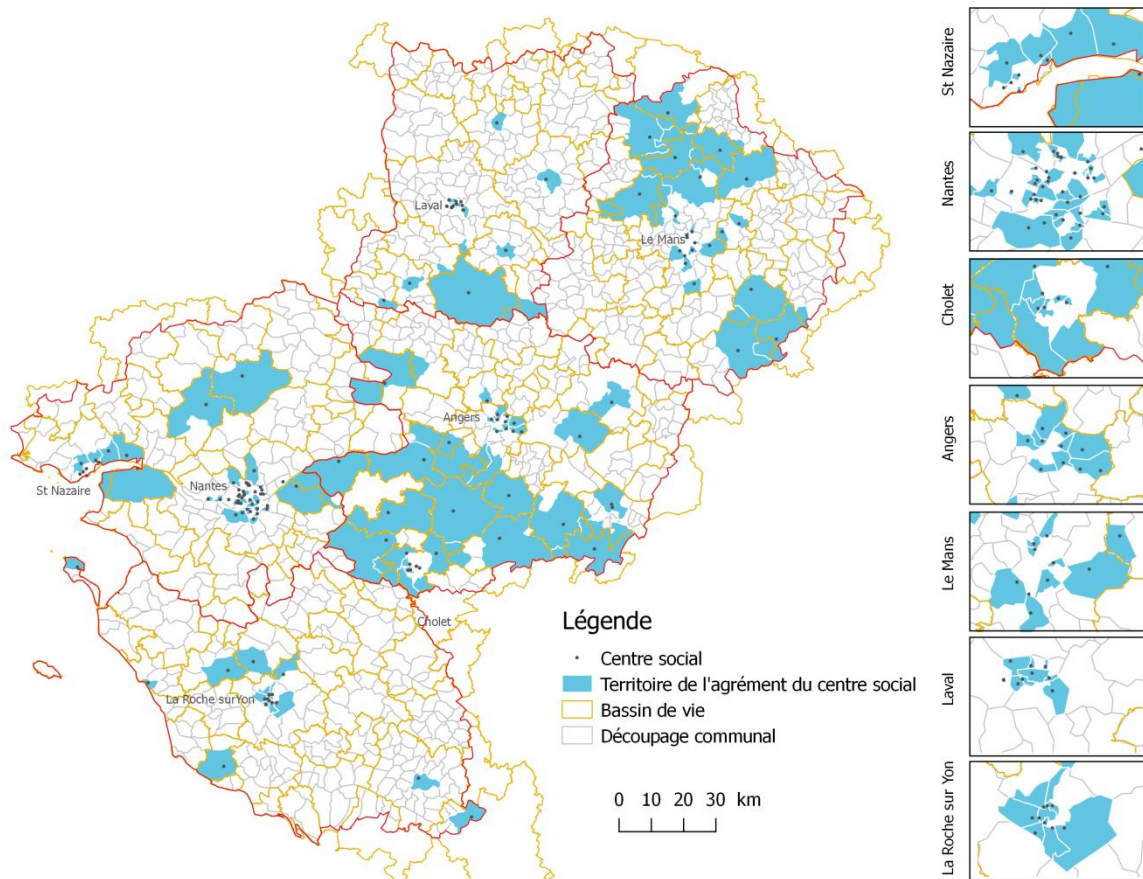 Laval
Le Mans
Angers
Nantes
St Nazaire
Cholet
La Roche surYon
Légende
Centre social
Territoire de l'agrément du centre social
Bassin de vie
Découpage communal
0 10 20 30 km
St Nazaire
Nantes
Cholet
Angers
Le Mans
Laval
La Roche sur Yon